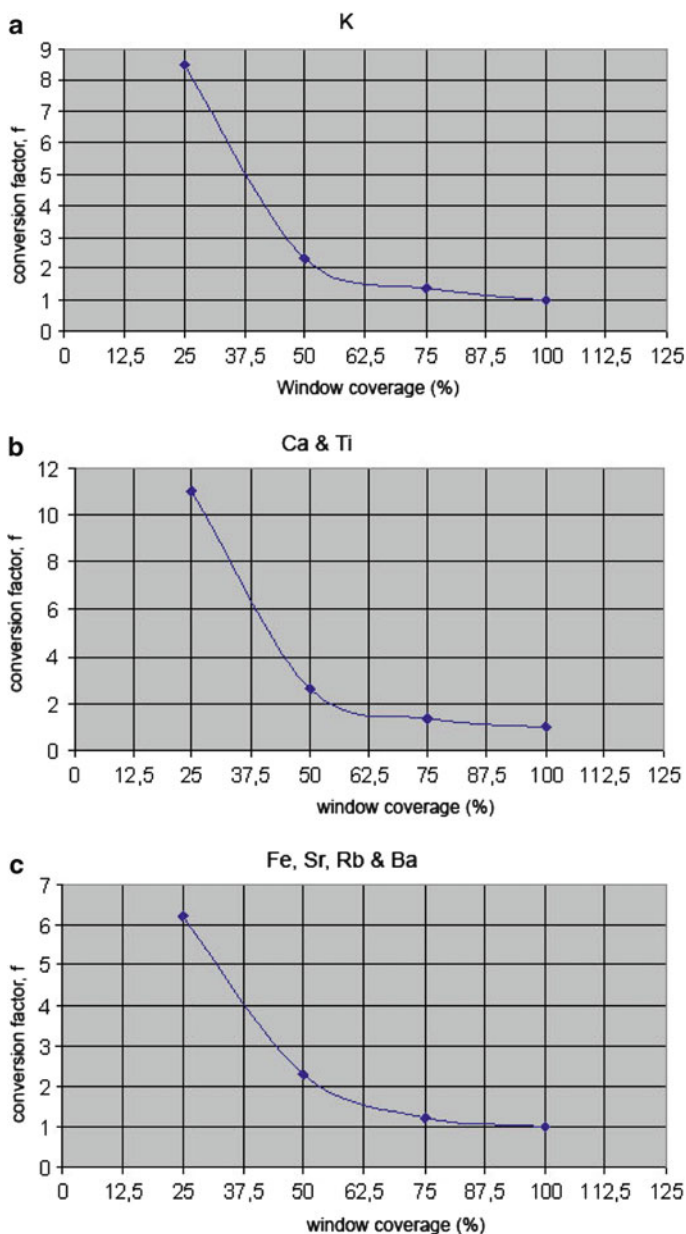 a
K
9
8
7
6
5
4
3
2
1
0
conversion factor, f
0 12,5 25 37,5 50 62,5 75 87,5 100 112,5 125
Window coverage (%)
b
Ca & Ti
12
10
8
6
4
2
0
conversion factor, f
0 12,5 25 37,5 50 62,5 75 87,5 100 112,5 125
window coverage (%)
c
Fe, Sr, Rb & Ba
7
6
5
4
3
2
1
0
conversion factor, f
0 12,5 25 37,5 50 62,5 75 87,5 100 112,5 125
window coverage (%)